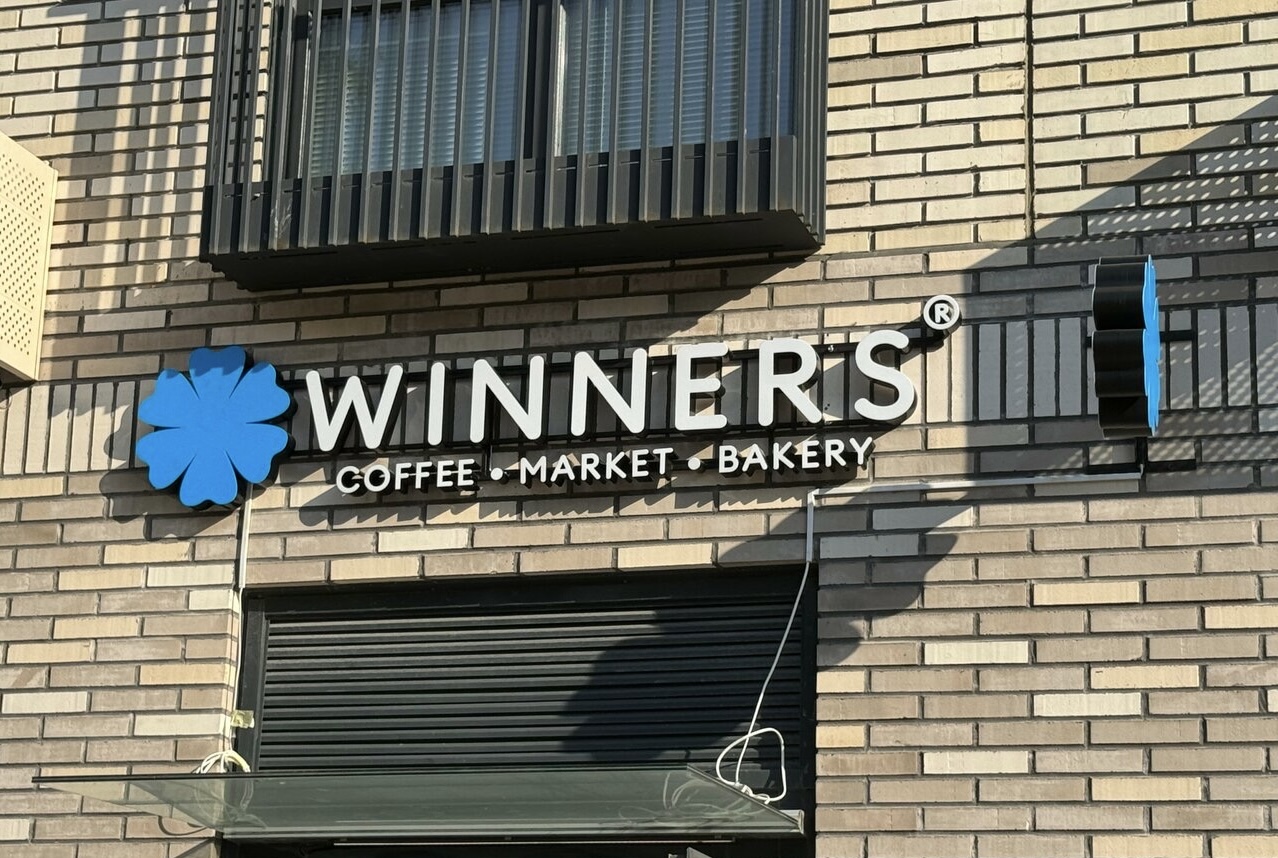 WINNERS®
COFFEE • MARKET • BAKERY